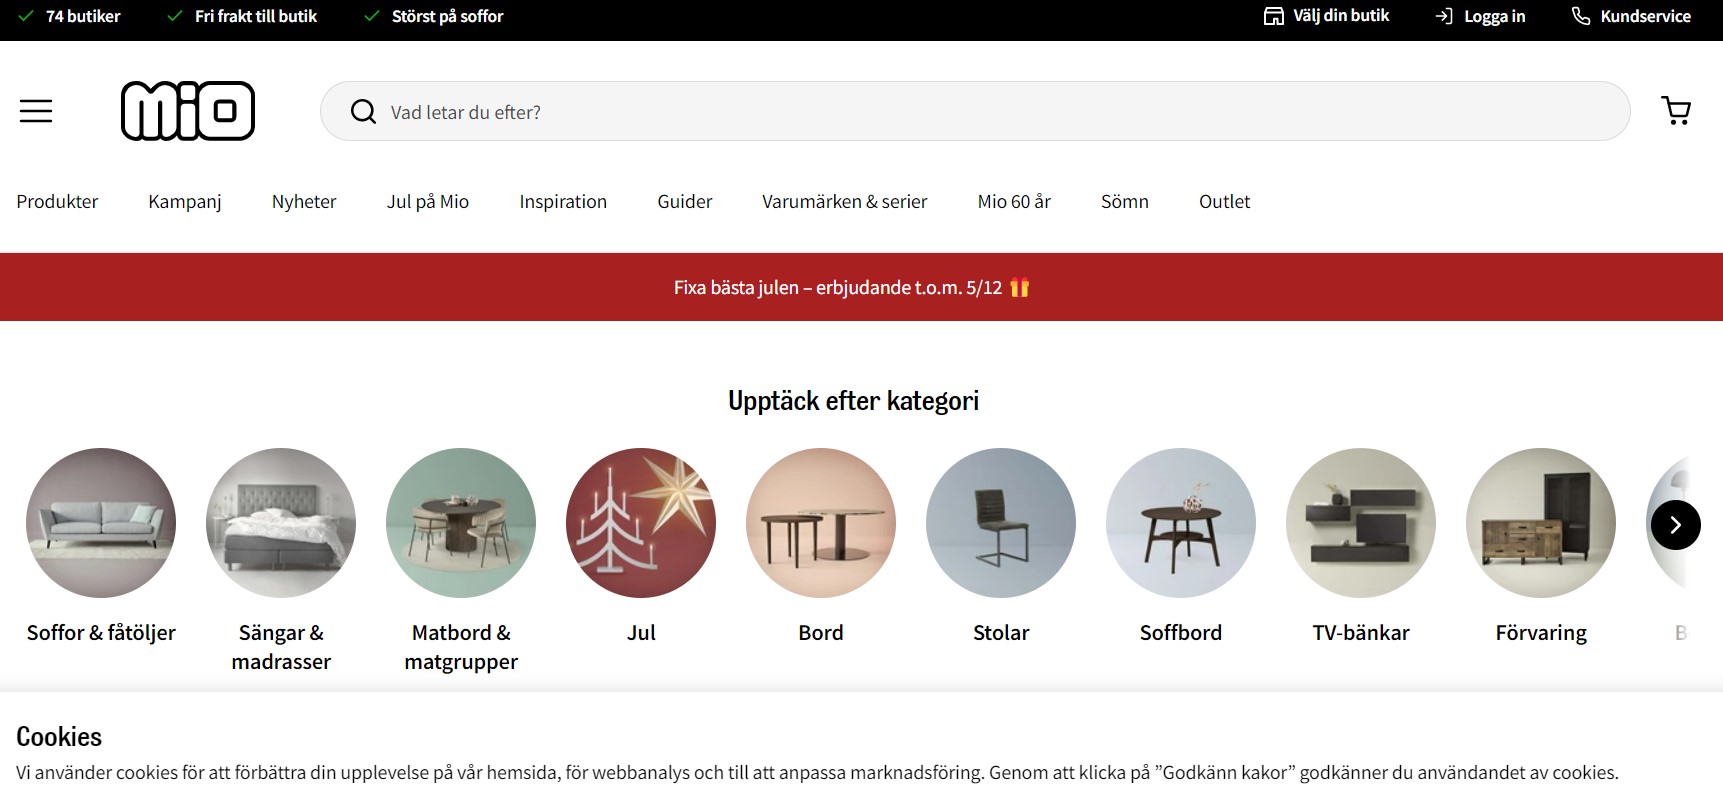 74 butiker
Fri frakt till butik
Störst på soffor
Välj din butik
Logga in
Kundservice
mio
Vad letar du efter?
Produkter
Kampanj
Nyheter
Jul på Mio
Inspiration
Guider
Varumärken & serier
Mio 60 år
Sömn
Outlet
Fixa bästa julen – erbjudande t.o.m. 5/12
Upptäck efter kategori
Soffor & fåtöljer
Sängar &
madrasser
Matbord &
matgrupper
Jul
Bord
Stolar
Soffbord
TV-bänkar
Förvaring
Cookies
Vi använder cookies för att förbättra din upplevelse på vår hemsida, för webbanalys och till att anpassa marknadsföring. Genom att klicka på ”Godkänn kakor” godkänner du användandet av cookies.